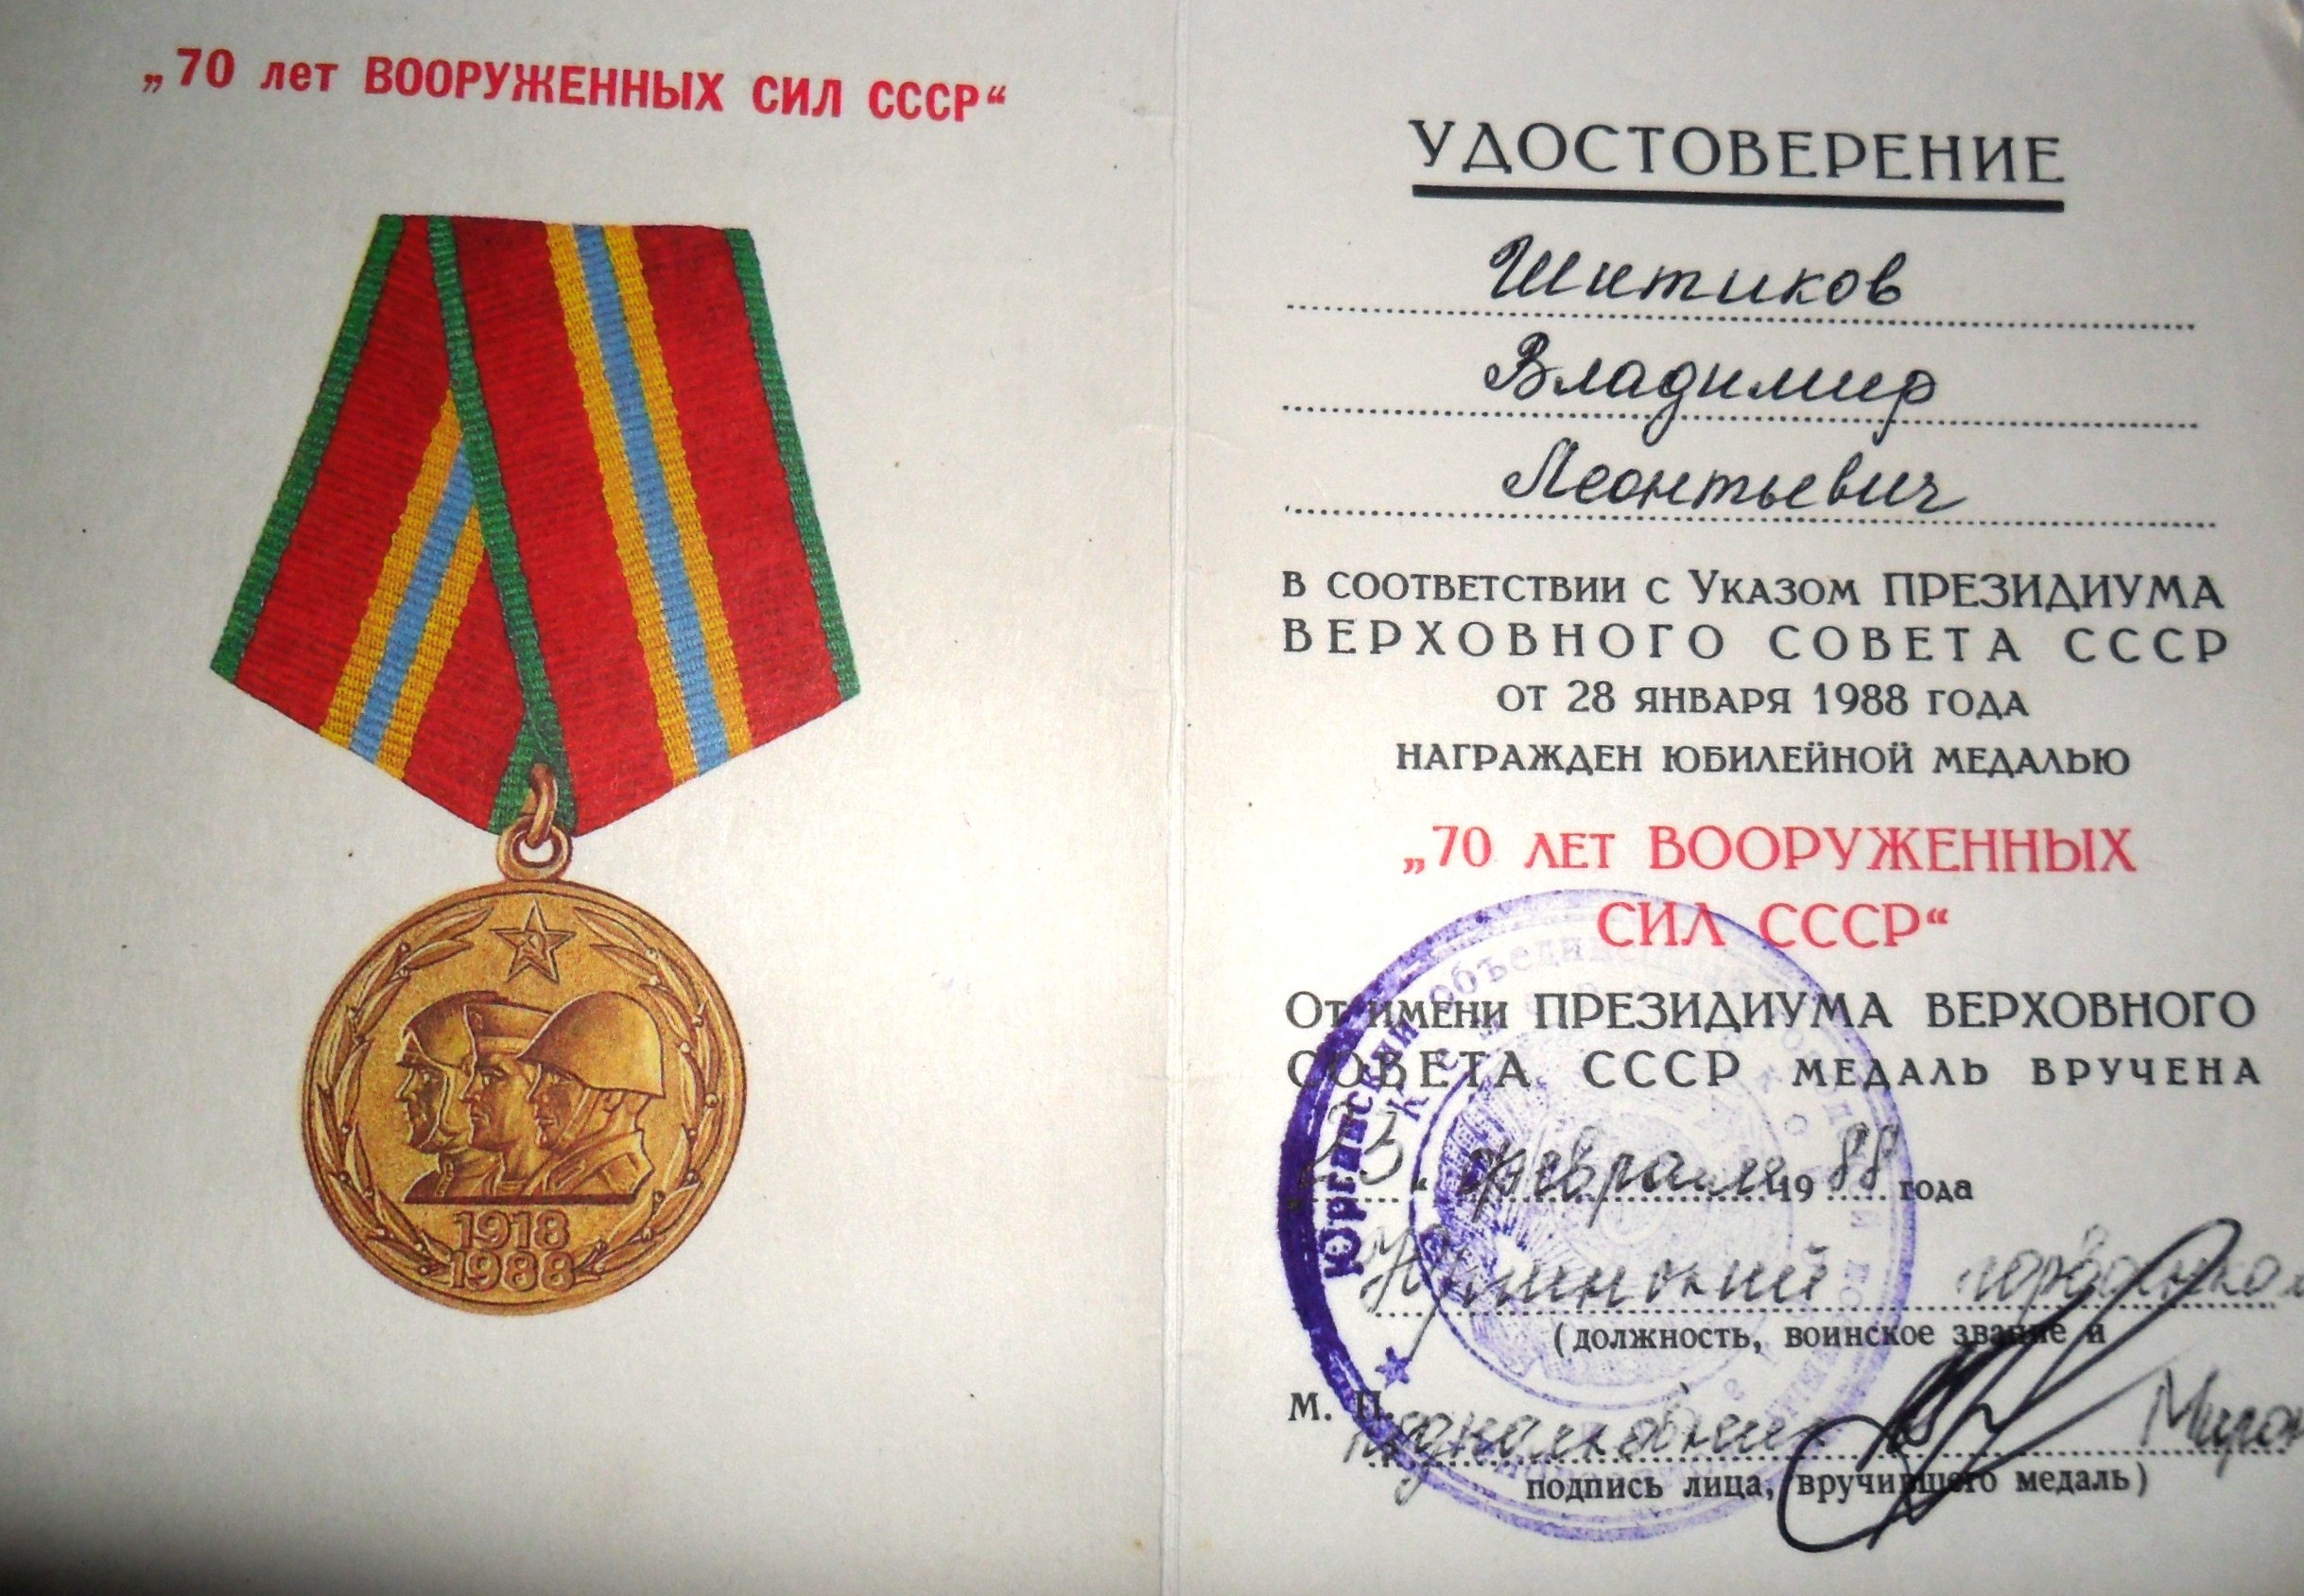 „70 лет ВООРУЖЕННЫХ СИЛ СССР“
1918
1988
УДОСТОВЕРЕНИЕ
Шитиков
Владимир
Леонтьевич
В СООТВЕТСТВИИ С УКАЗОМ ПРЕЗИДИУМА
ВЕРХОВНОГО СОВЕТА СССР
ОТ 28 ЯНВАРЯ 1988 ГОДА
НАГРАЖДЕН ЮБИЛЕЙНОЙ МЕДАЛЬЮ
„70 ЛЕТ ВООРУЖЕННЫХ
СИЛ СССР“
ОТ ИМЕНИ ПРЕЗИДИУМА ВЕРХОВНОГО
СОВЕТА СССР МЕДАЛЬ ВРУЧЕНА
23 февраля 1988 года
(должность, воинское звание и
М. П.
подпись лица, вручившего медаль)
Юргинский объединенный